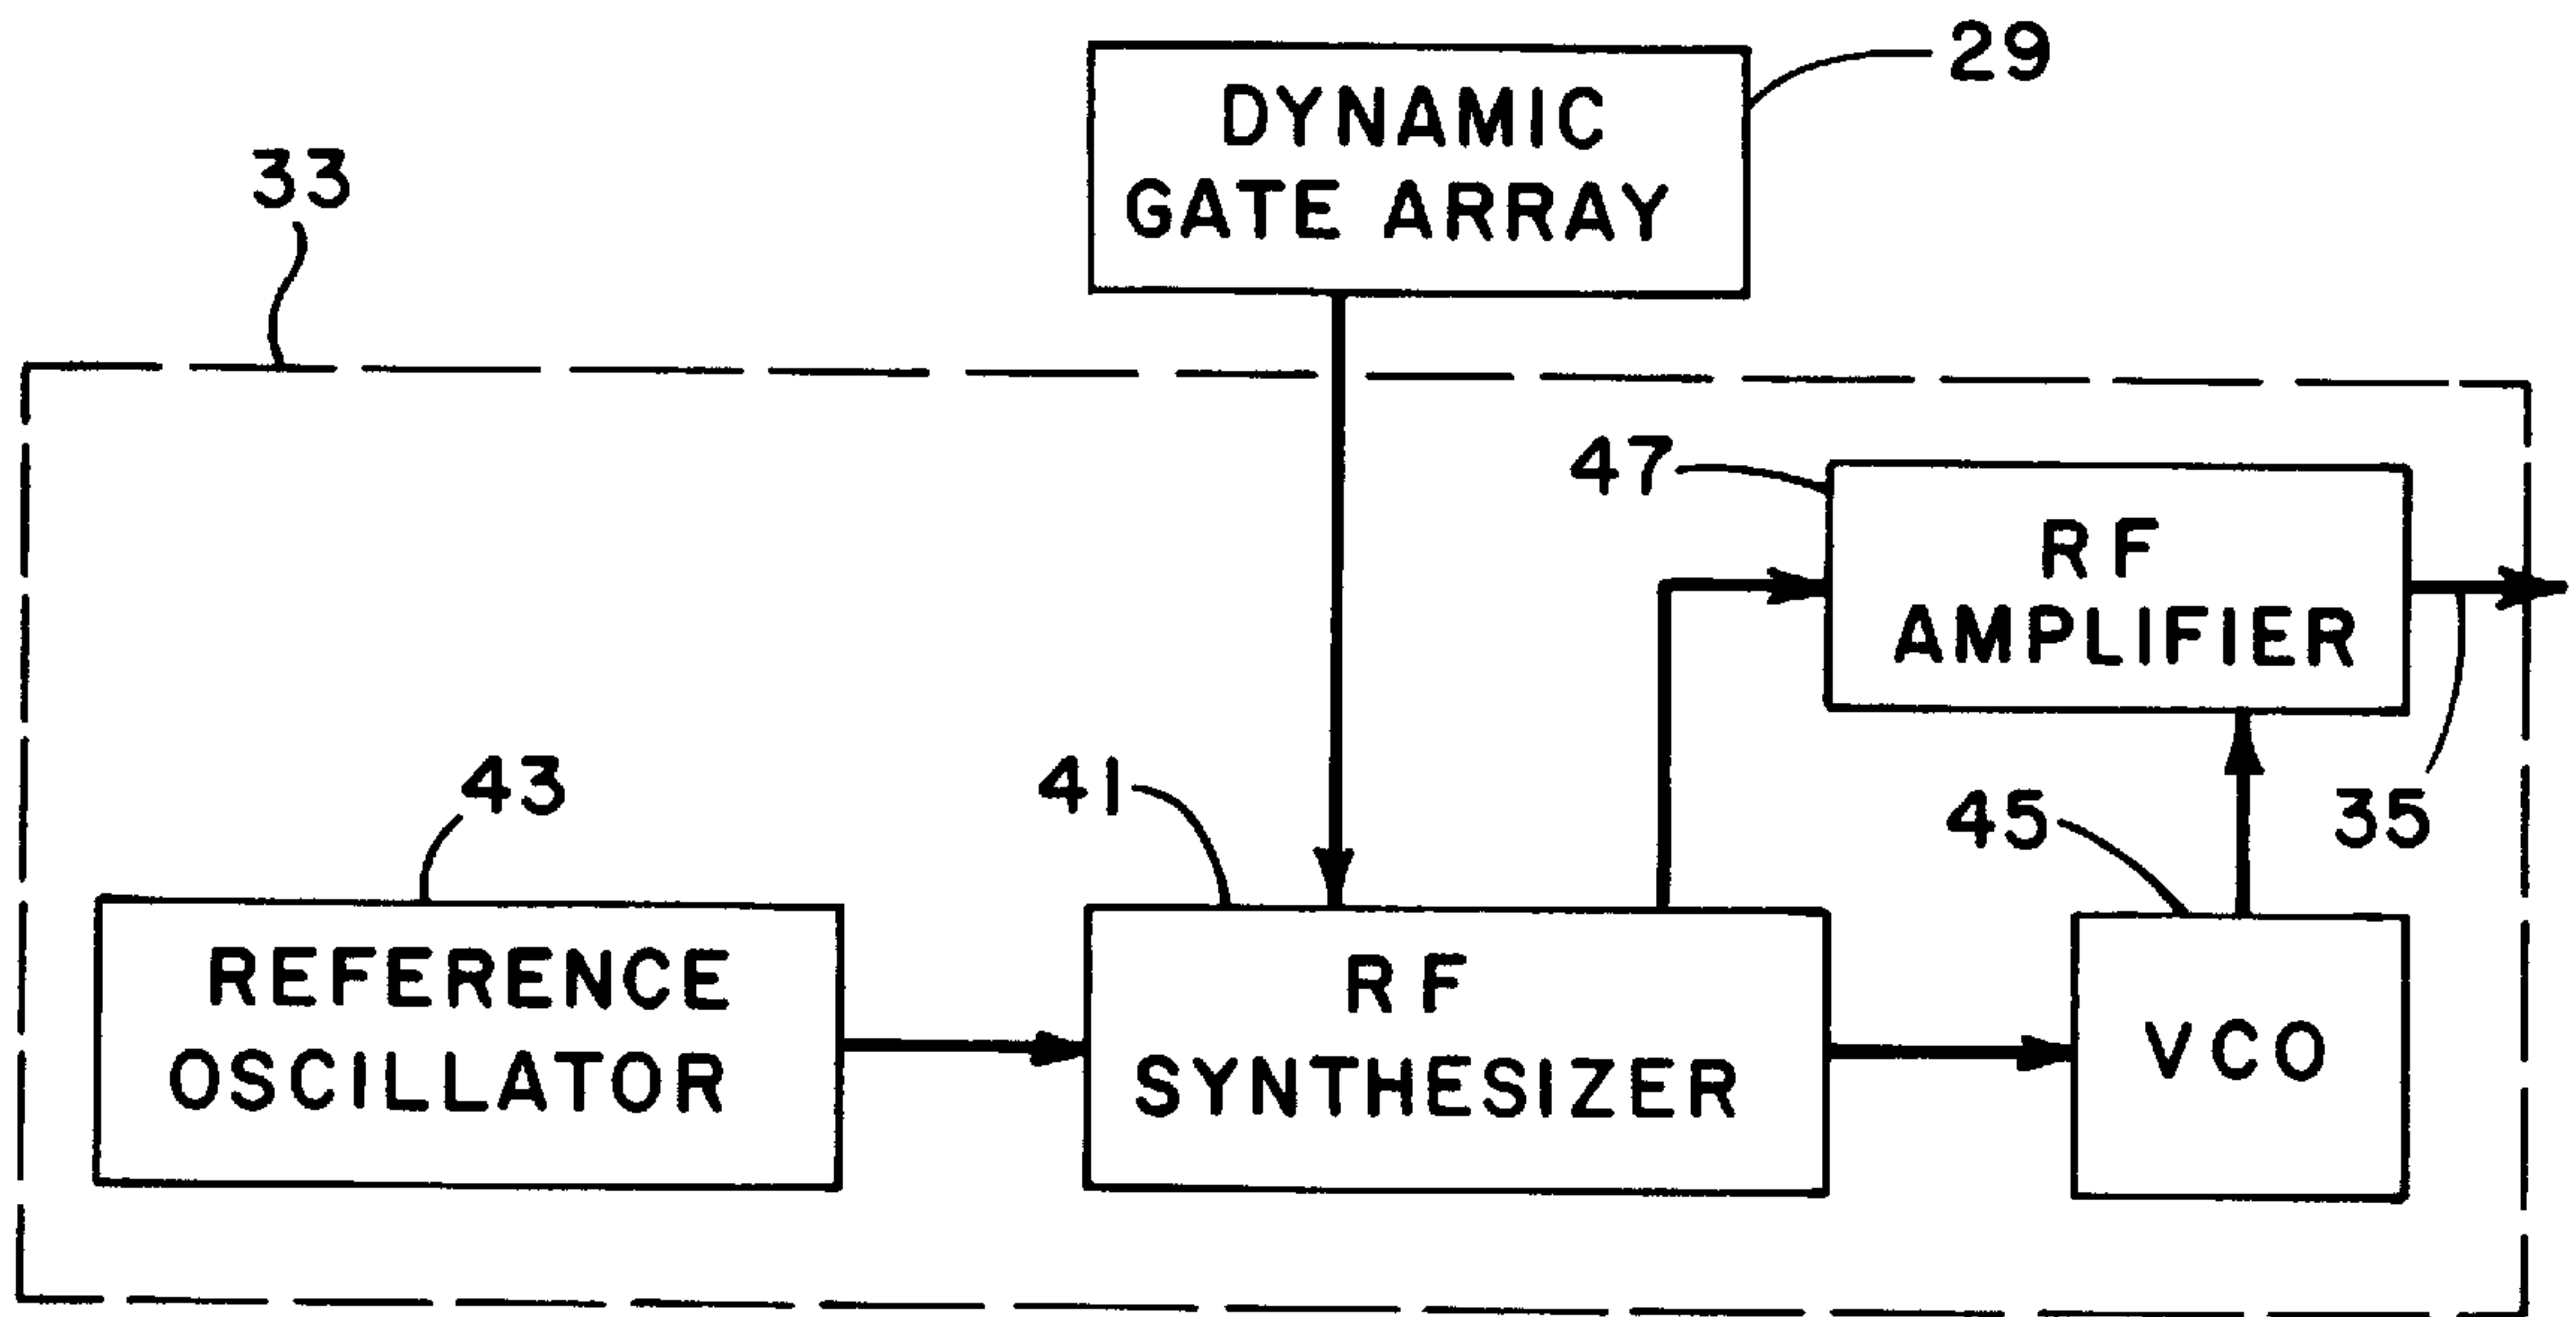 29
DYNAMIC
GATE ARRAY
33
47
RF
AMPLIFIER
35
43
41
45
REFERENCE
OSCILLATOR
RF
SYNTHESIZER
VCO